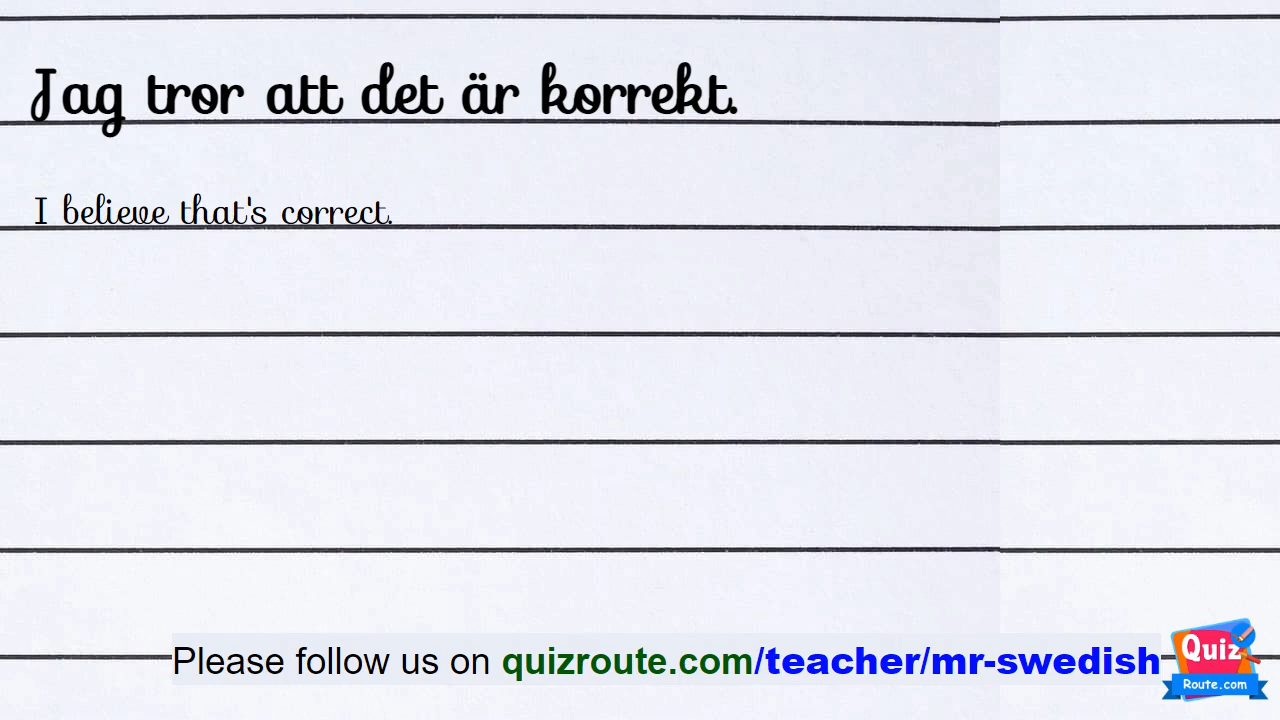 Jag tror att det är korrekt.
I believe that's correct.
Please follow us on quizroute.com/teacher/mr-swedish
Quiz
Route.com